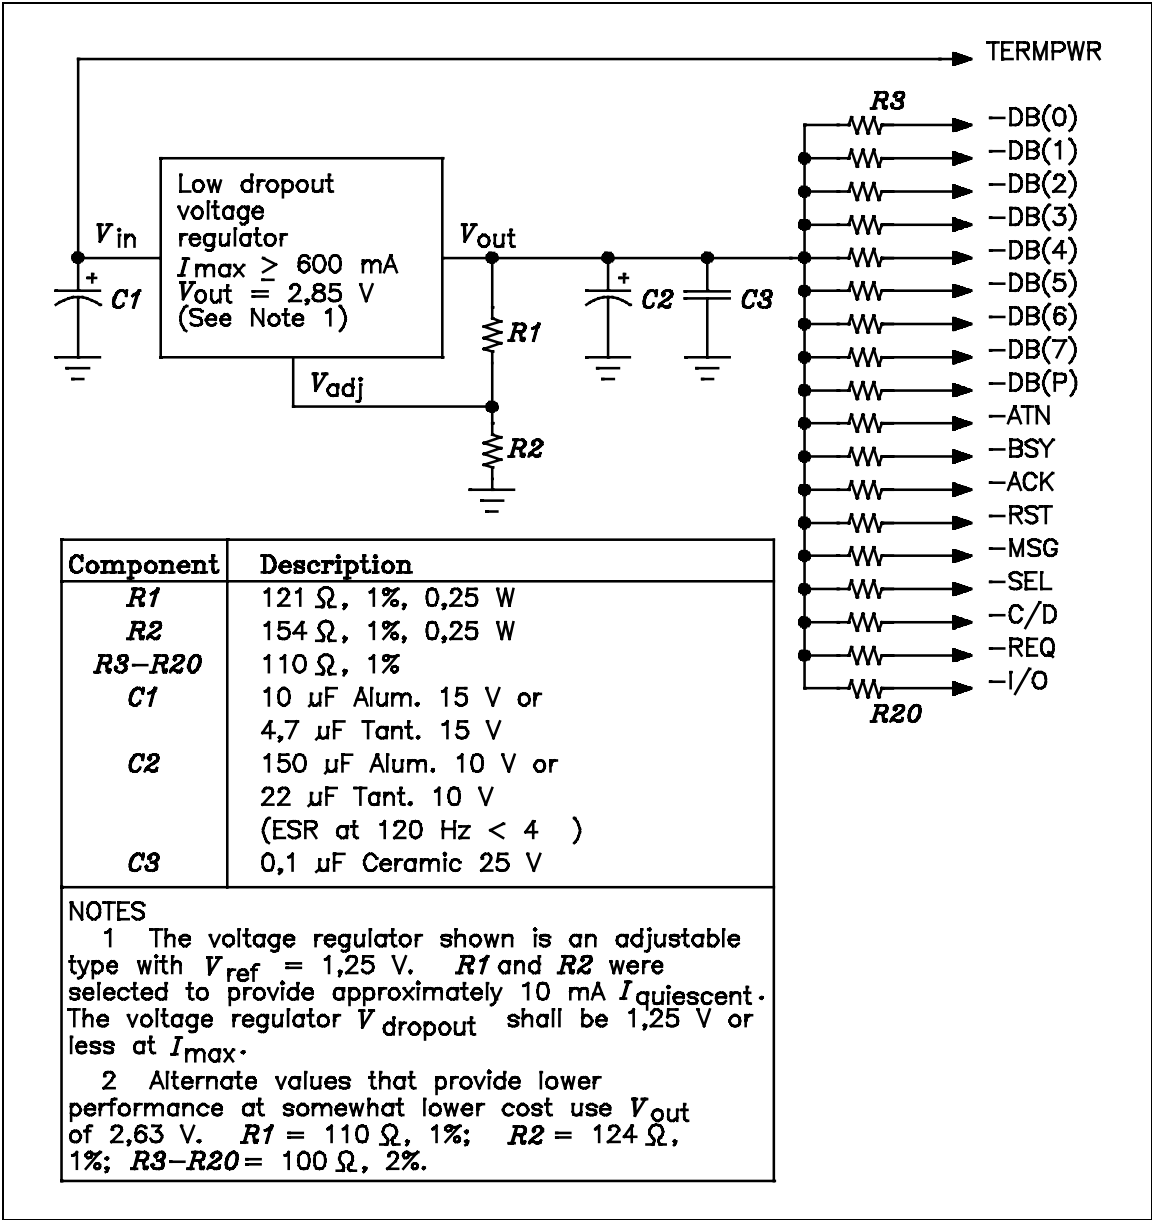 TERMPWR
R3
−DB(0)
−DB(1)
−DB(2)
−DB(3)
−DB(4)
−DB(5)
−DB(6)
−DB(7)
−DB(P)
−ATN
−BSY
−ACK
−RST
−MSG
−SEL
−C/D
−REQ
−I/O
R20
Low dropout
voltage
regulator
Imax ≥ 600 mA
Vout = 2,85 V
(See Note 1)
Vin
Vout
+
C1
R1
+
C2
C3
Vadj
R2
Component Description
R1 121 Ω, 1%, 0,25 W
R2 154 Ω, 1%, 0,25 W
R3−R20 110 Ω, 1%
C1 10 µF Alum. 15 V or
4,7 µF Tant. 15 V
C2 150 µF Alum. 10 V or
22 µF Tant. 10 V
(ESR at 120 Hz < 4 )
C3 0,1 µF Ceramic 25 V
NOTES
1 The voltage regulator shown is an adjustable
type with Vref = 1,25 V. R1 and R2 were
selected to provide approximately 10 mA Iquiescent.
The voltage regulator Vdropout shall be 1,25 V or
less at Imax.
2 Alternate values that provide lower
performance at somewhat lower cost use Vout
of 2,63 V. R1 = 110 Ω, 1%; R2 = 124 Ω,
1%; R3−R20 = 100 Ω, 2%.